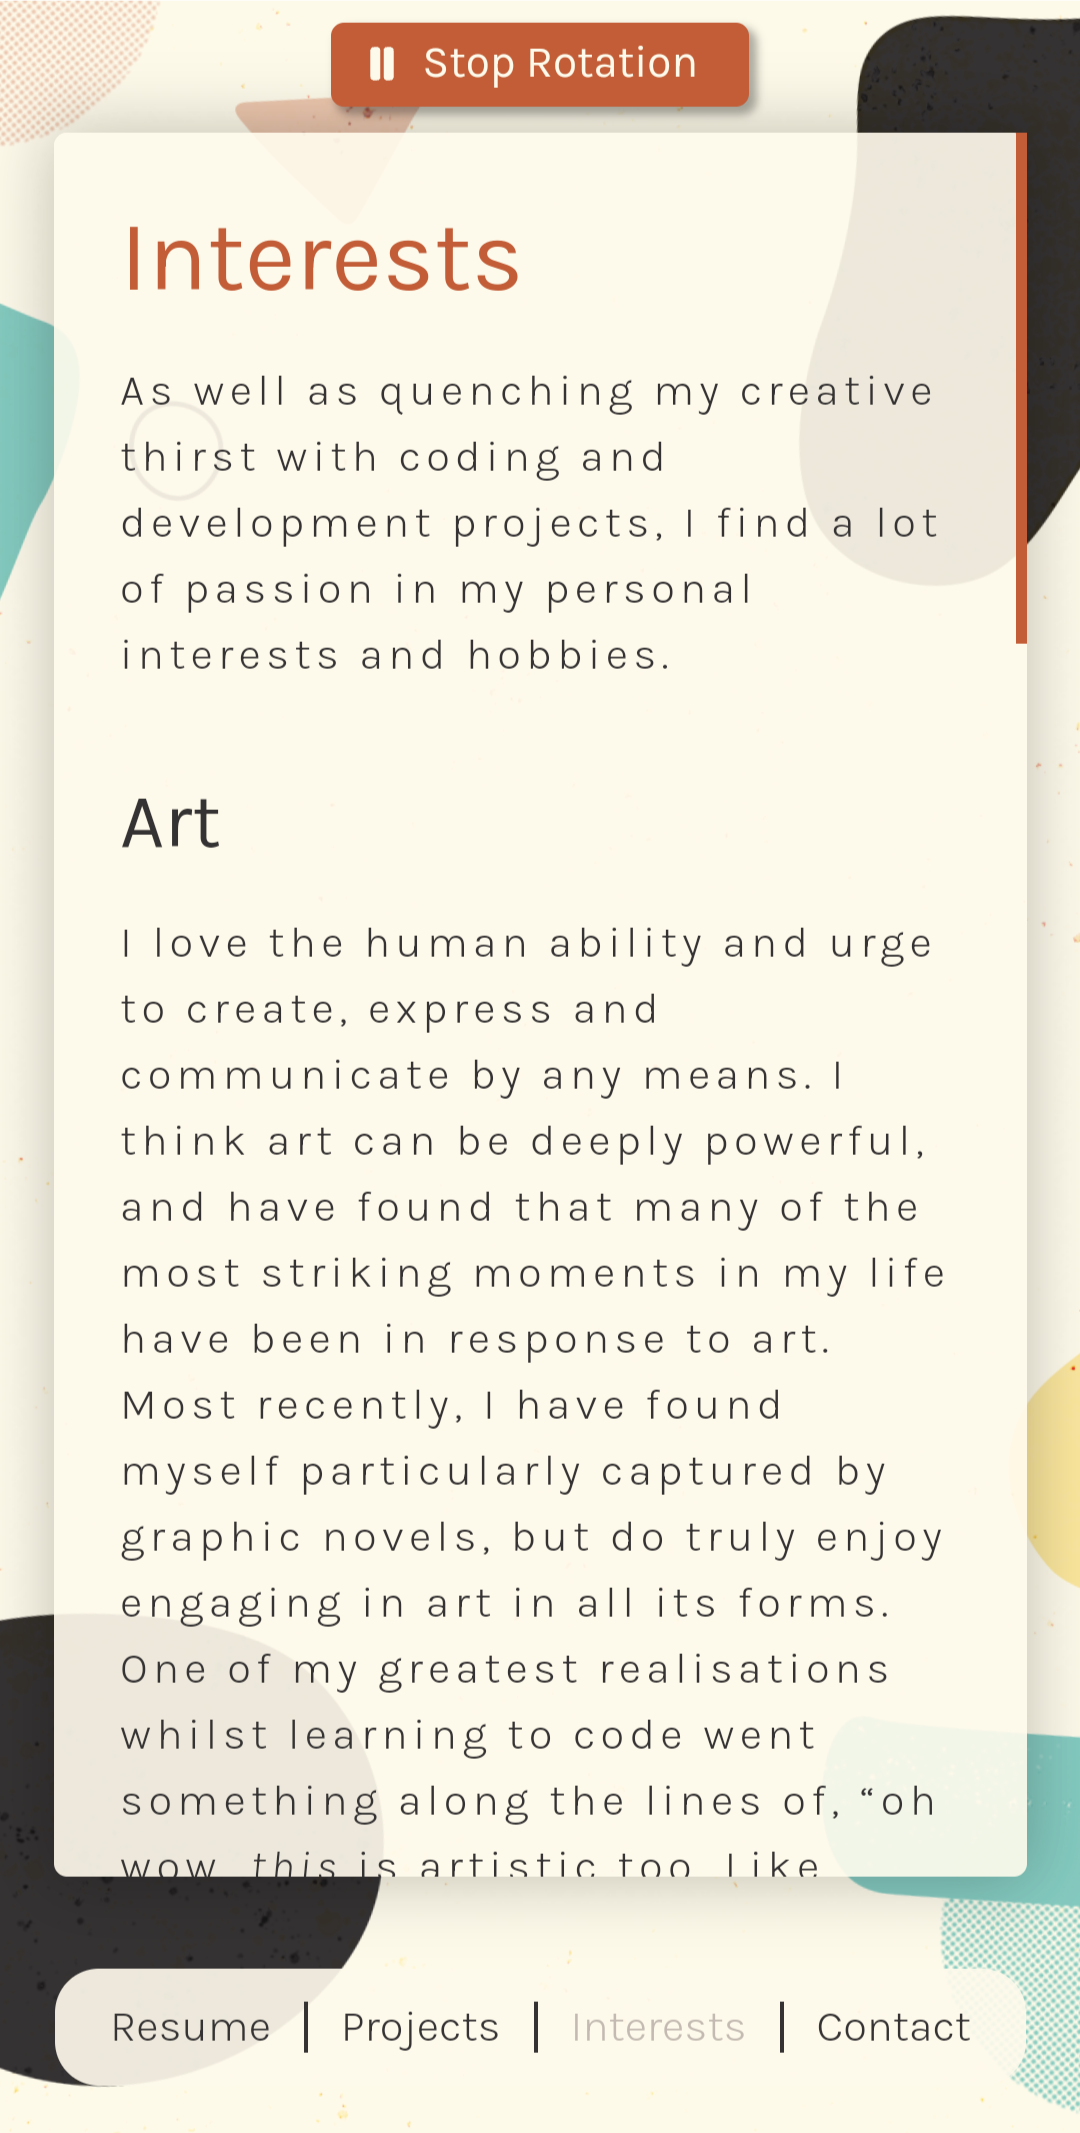 Stop Rotation
Interests
As well as quenching my creative
thirst with coding and
development projects, I find a lot
of passion in my personal
interests and hobbies.
Art
I love the human ability and urge
to create, express and
communicate by any means. I
think art can be deeply powerful,
and have found that many of the
most striking moments in my life
have been in response to art.
Most recently, I have found
myself particularly captured by
graphic novels, but do truly enjoy
engaging in art in all its forms.
One of my greatest realisations
whilst learning to code went
something along the lines of, “oh
wow this is artistic too Like
Resume | Projects | Interests | Contact